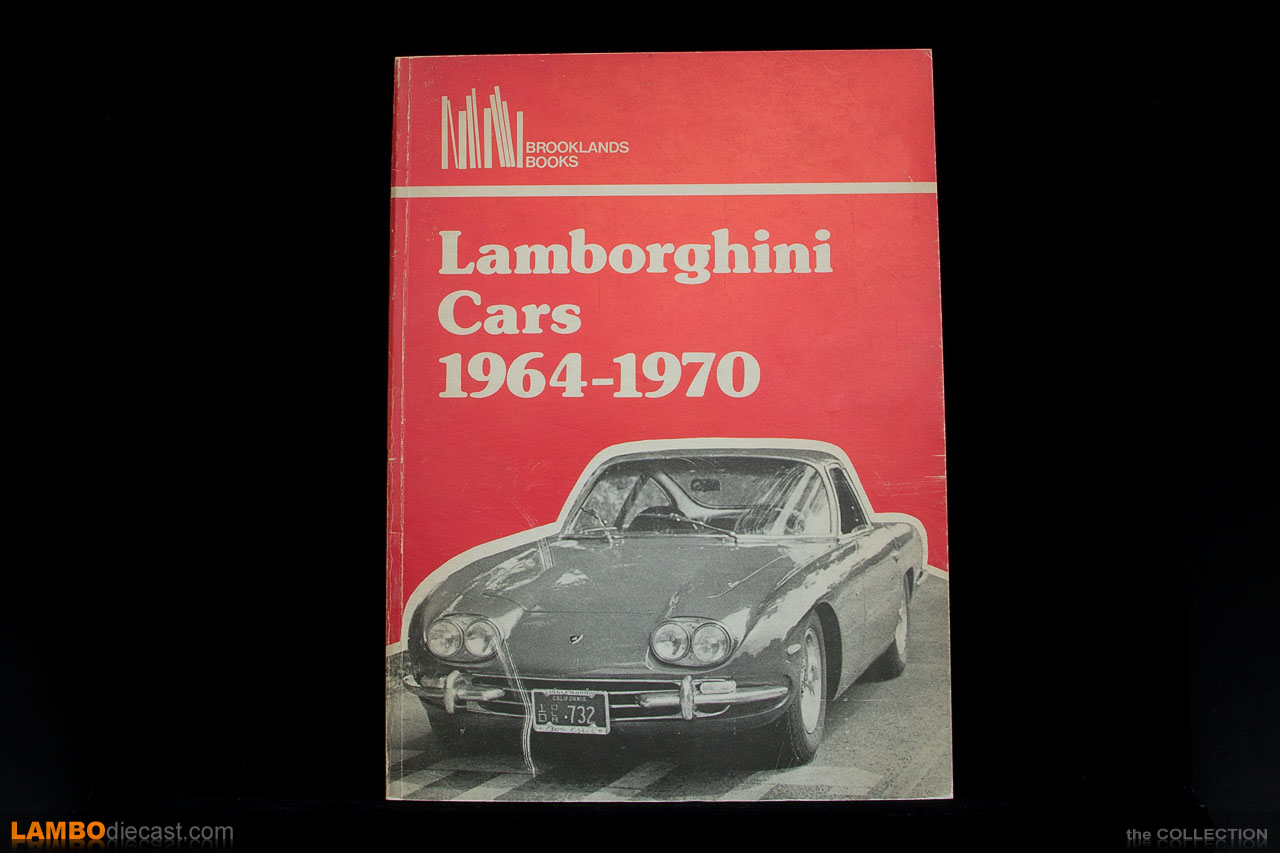 BROOKLANDS
BOOKS
Lamborghini
Cars
1964-1970
CALIFORNIA
732
LAMBOdiecast.com
the COLLECTION